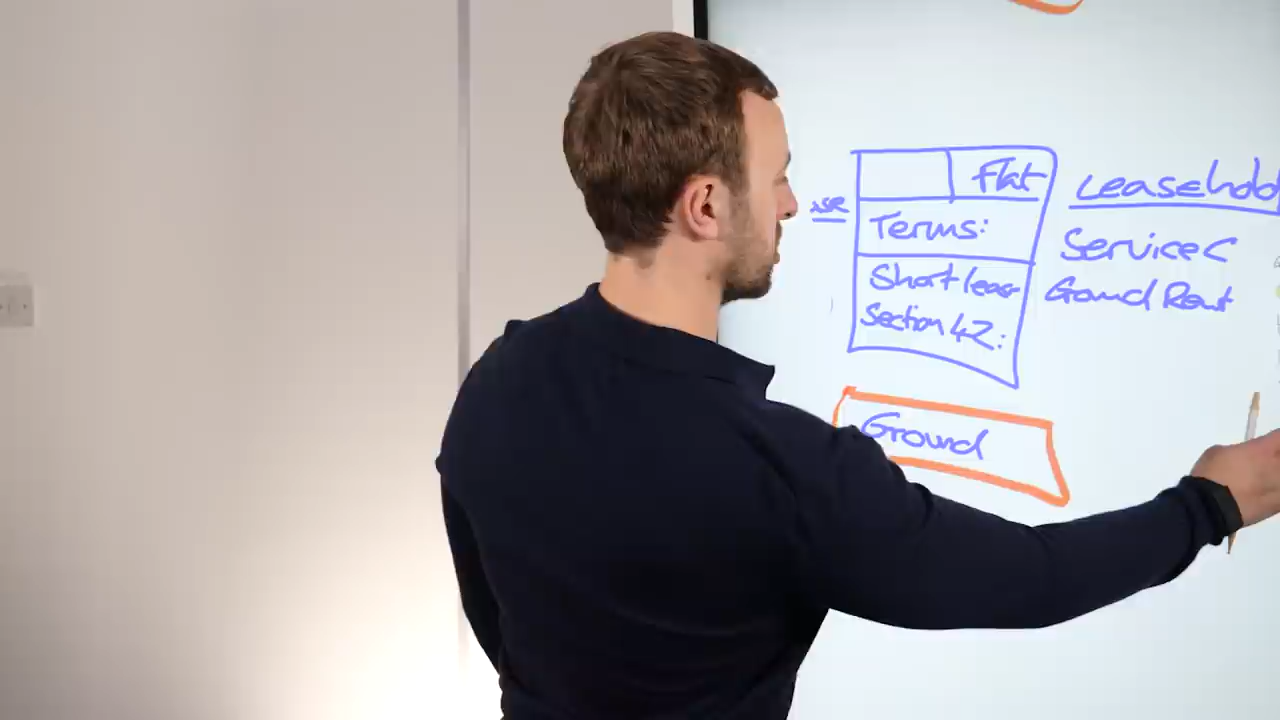 Flat
Leasehold
Terms:
Service C
Short lease
Ground Rent
Section 42:
Ground